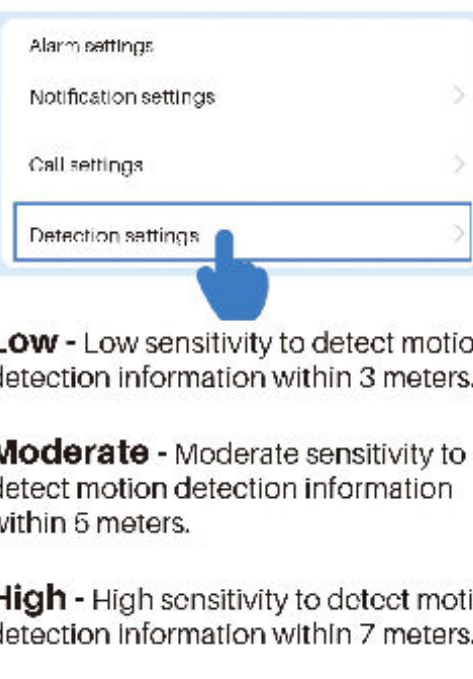 Alarm settings
Notification settings
Call settings
Detection settings
Low - Low sensitivity to detect motio
detection information within 3 meters.
Moderate - Moderate sensitivity to
detect motion detection information
within 5 meters.
High - High sensitivity to detect moti
detection information within 7 meters.